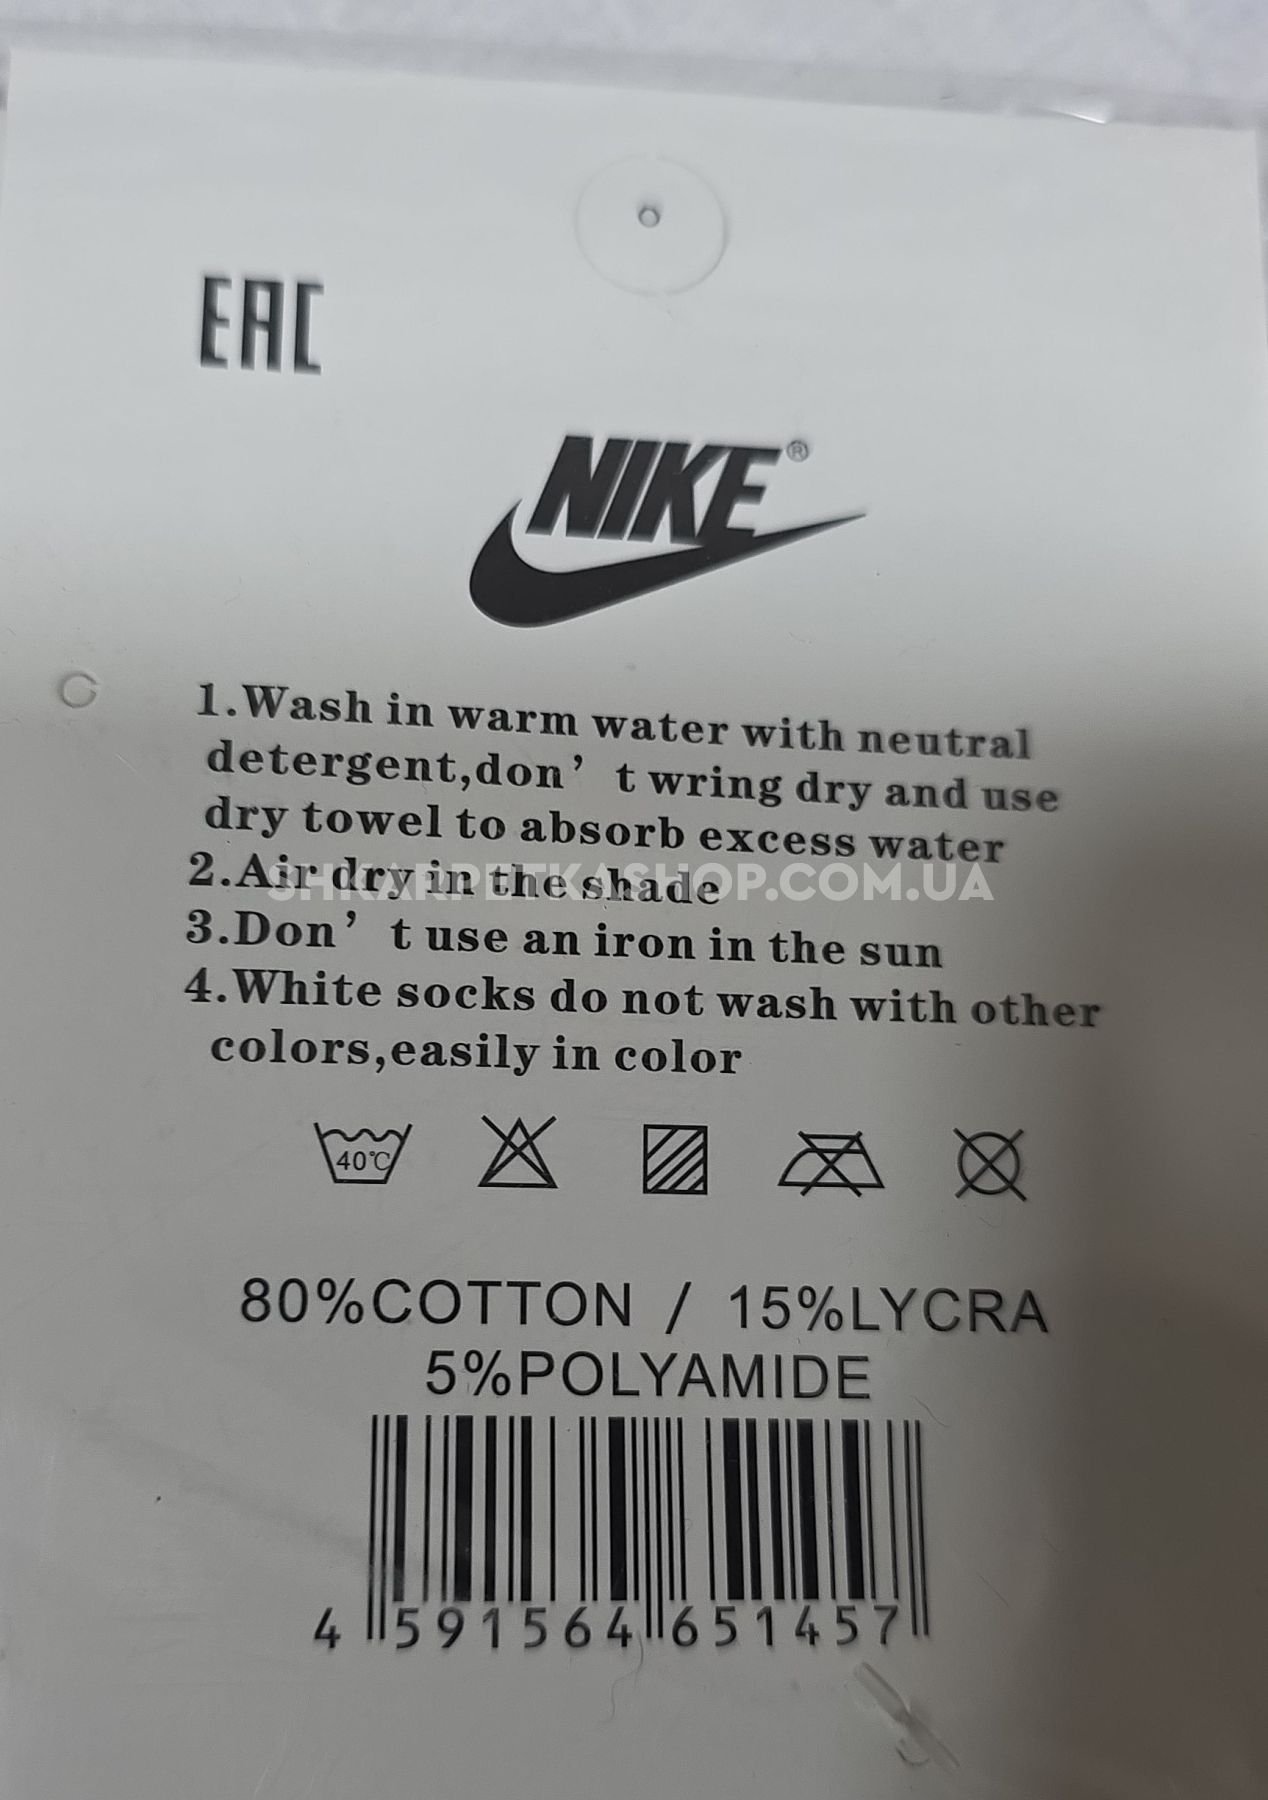 EAC
NIKE®
1.Wash in warm water with neutral
detergent,don’ t wring dry and use
dry towel to absorb excess water
2.Air dry in the shade
SHKARPETKASHOP.COM.UA
3.Don’ t use an iron in the sun
4.White socks do not wash with other
colors,easily in color
40℃
80%COTTON / 15%LYCRA
5%POLYAMIDE
4 591564 651457